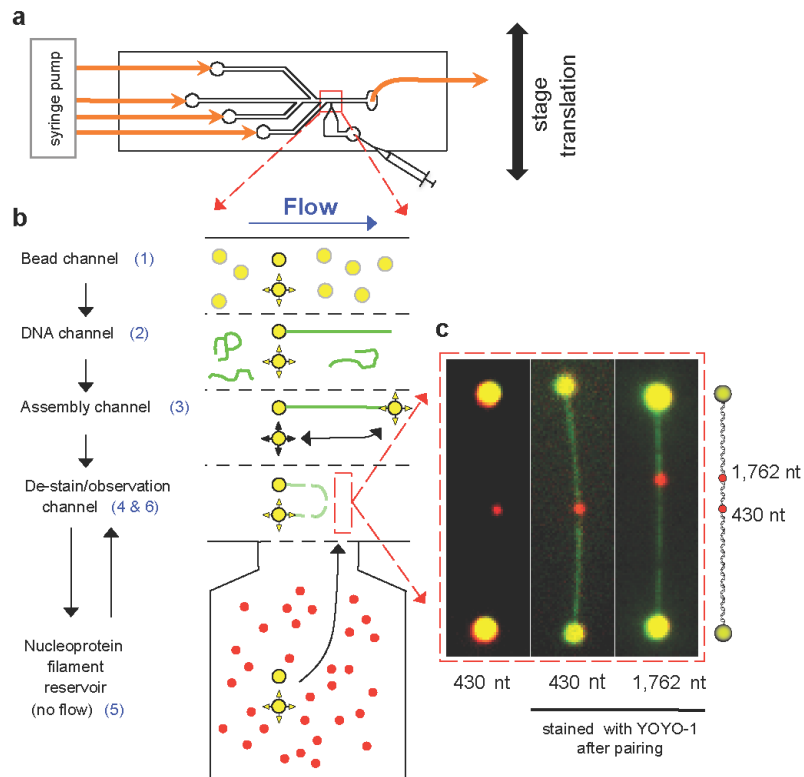 a
syringe pump
stage
translation
b
Flow
Bead channel (1)
DNA channel (2)
Assembly channel (3)
De-stain/observation
channel (4 & 6)
Nucleoprotein
filament
reservoir
(no flow) (5)
c
1,762 nt
430 nt
430 nt 430 nt 1,762 nt
stained with YOYO-1
after pairing